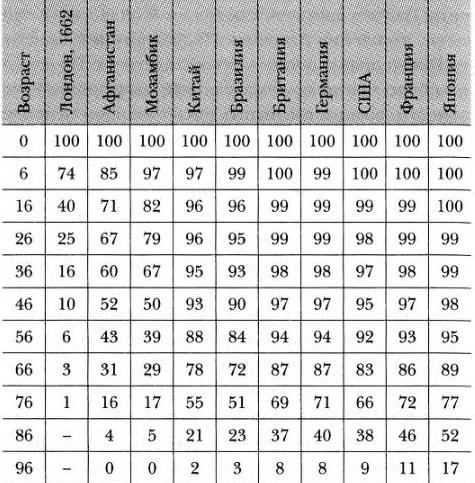 Возраст Лондон, 1662 Афганистан Мозамбик Китай Бразилия Британия Германия США Франция Япония
0 100 100 100 100 100 100 100 100 100 100
6 74 85 97 97 99 100 99 100 100 100
16 40 71 82 96 96 99 99 99 99 100
26 25 67 79 96 95 99 99 98 99 99
36 16 60 67 95 93 98 98 97 98 99
46 10 52 50 93 90 97 97 95 97 98
56 6 43 39 88 84 94 94 92 93 95
66 3 31 29 78 72 87 87 83 86 89
76 1 16 17 55 51 69 71 66 72 77
86 – 4 5 21 23 37 40 38 46 52
96 – 0 0 2 3 8 8 9 11 17